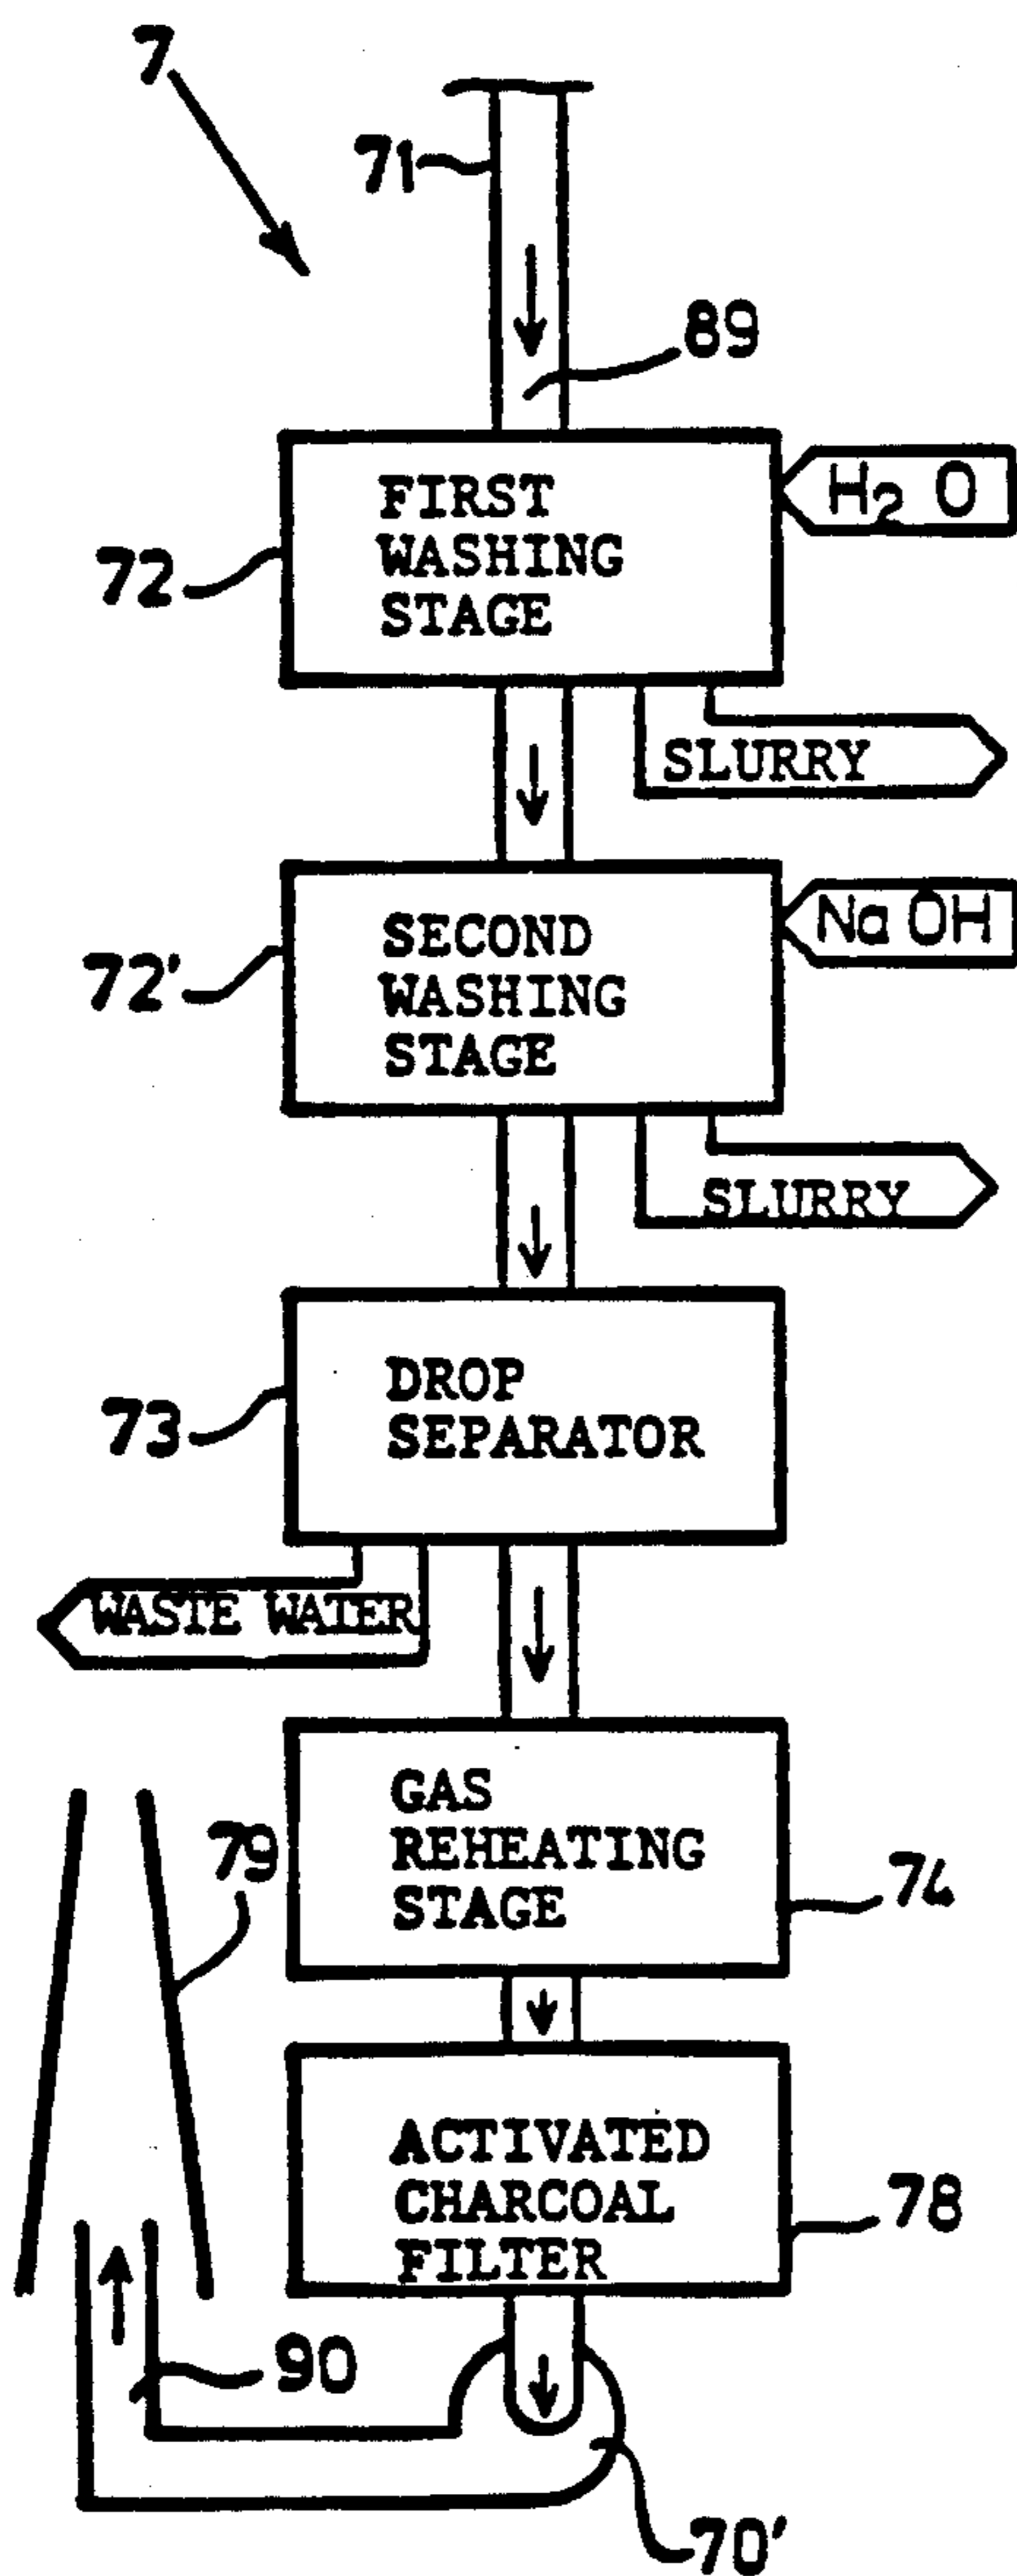 7
71
89
FIRST
WASHING
STAGE
H₂ O
72
SLURRY
SECOND
WASHING
STAGE
Na OH
72'
SLURRY
DROP
SEPARATOR
73
WASTE WATER
GAS
REHEATING
STAGE
79
74
ACTIVATED
CHARCOAL
FILTER
78
90
70'